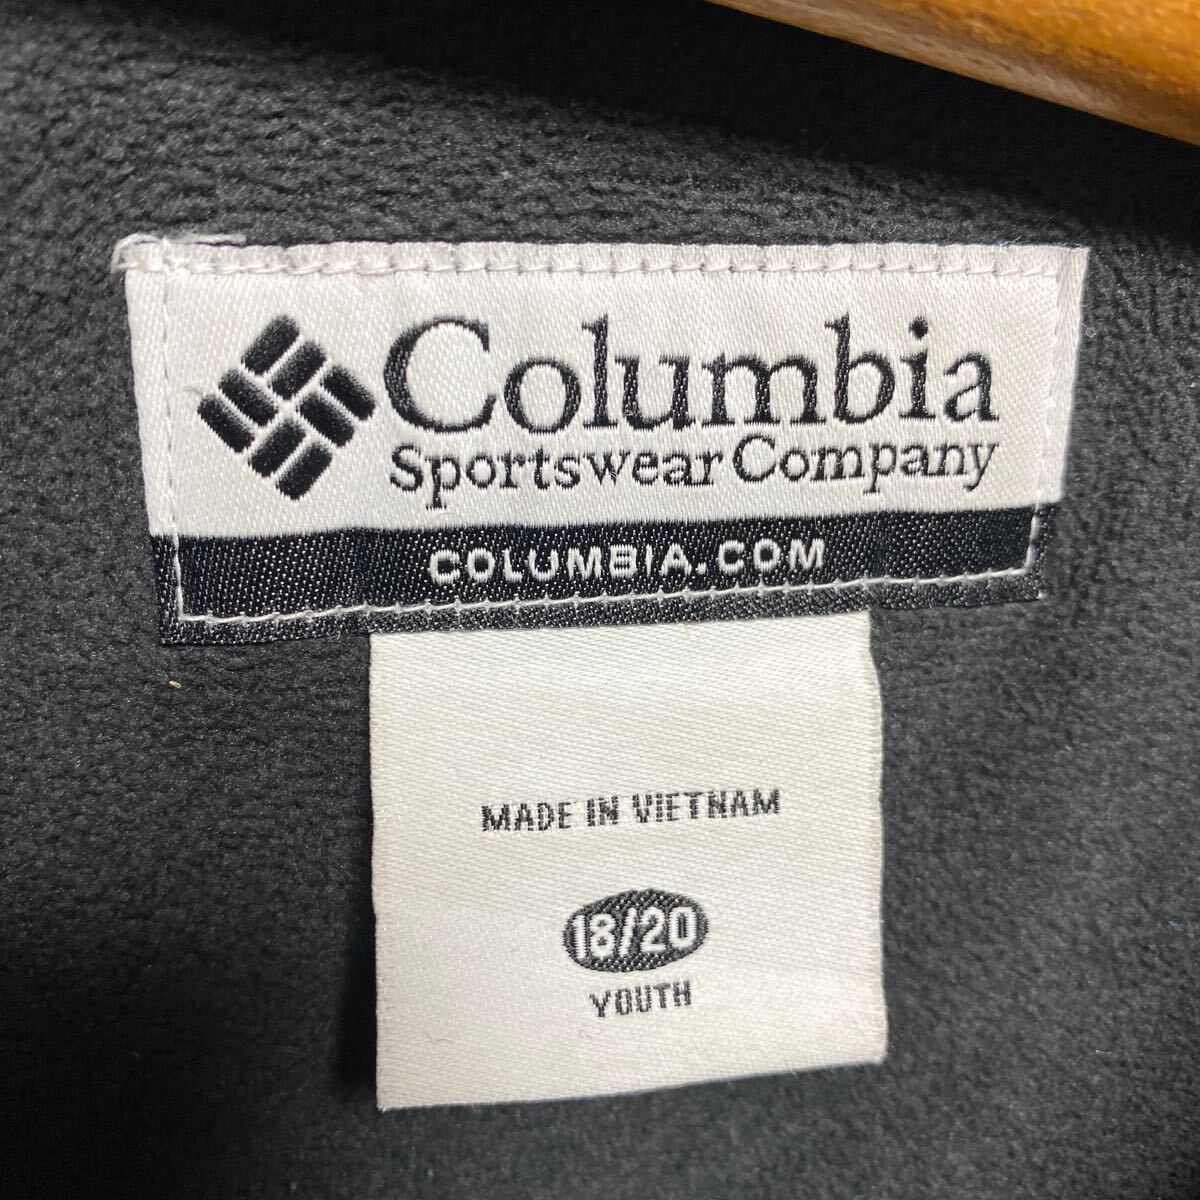 Columbia
Sportswear Company
COLUMBIA.COM
MADE IN VIETNAM
18/20
YOUTH